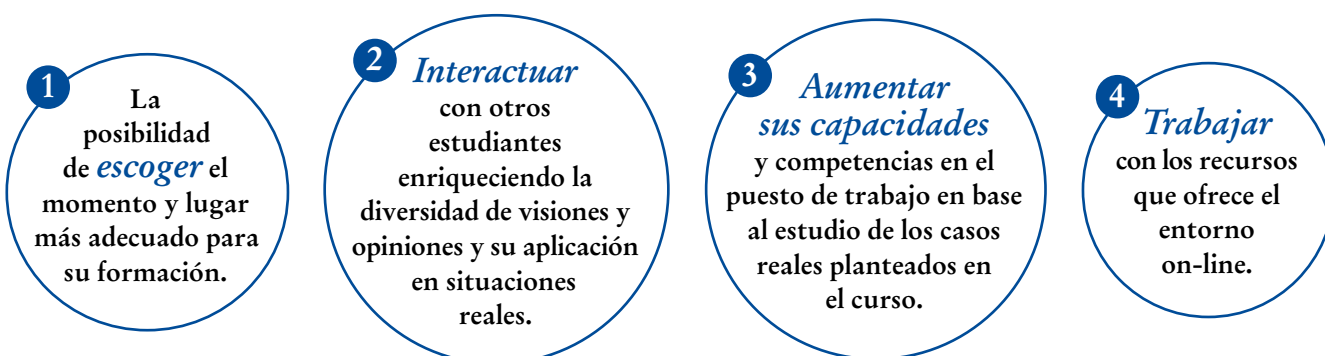 1
La
posibilidad
de escoger el
momento y lugar
más adecuado para
su formación.
2
Interactuar
con otros
estudiantes
enriqueciendo la
diversidad de visiones y
opiniones y su aplicación
en situaciones
reales.
3
Aumentar
sus capacidades
y competencias en el
puesto de trabajo en base
al estudio de los casos
reales planteados en
el curso.
4
Trabajar
con los recursos
que ofrece el
entorno
on-line.